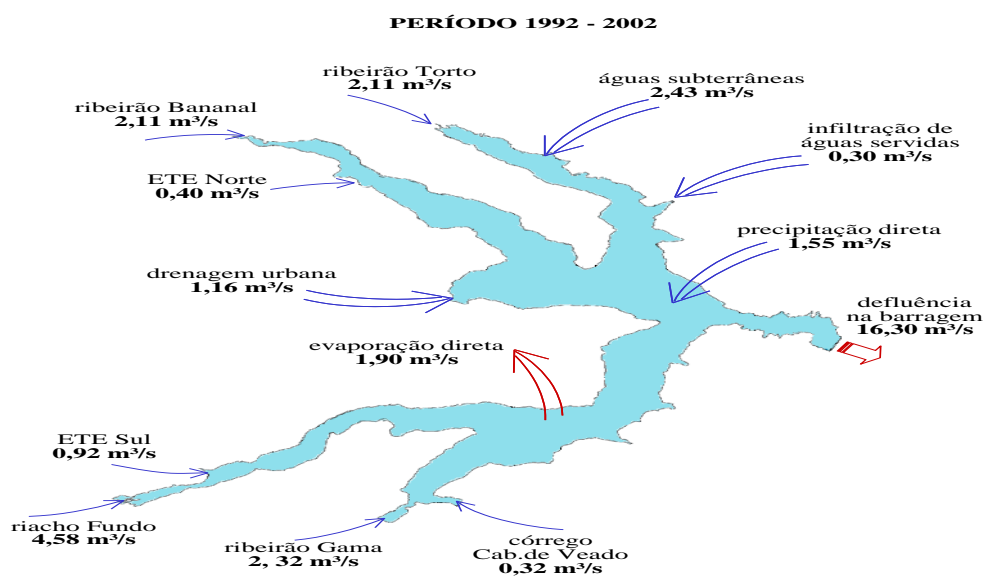 PERÍODO 1992 - 2002
ribeirão Torto
2,11 m³/s
águas subterrâneas
2,43 m³/s
ribeirão Bananal
2,11 m³/s
infiltração de
águas servidas
0,30 m³/s
ETE Norte
0,40 m³/s
precipitação direta
1,55 m³/s
drenagem urbana
1,16 m³/s
defluência
na barragem
16,30 m³/s
evaporação direta
1,90 m³/s
ETE Sul
0,92 m³/s
riacho Fundo
4,58 m³/s
ribeirão Gama
2, 32 m³/s
córrego
Cab.de Veado
0,32 m³/s